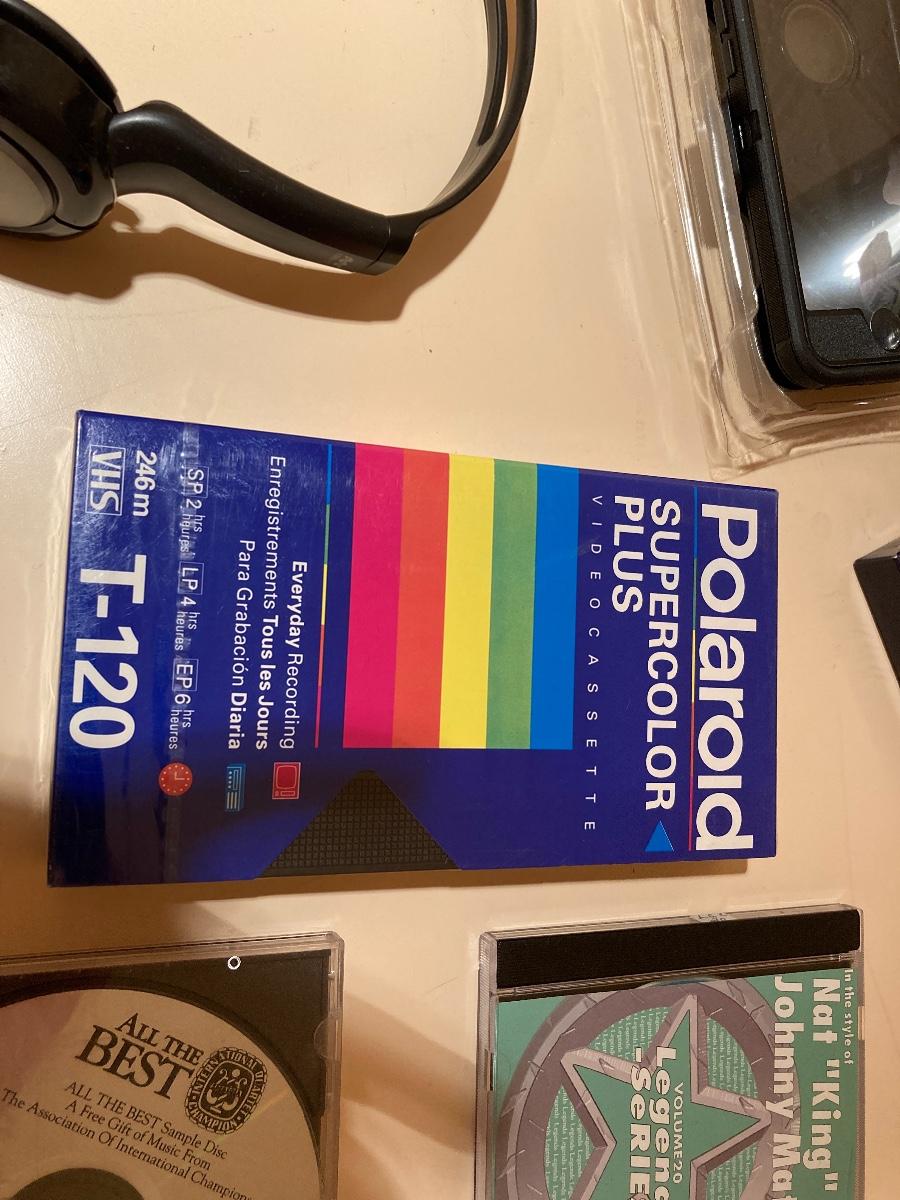 Polaroid
SUPERCOLOR
PLUS
VIDEOCASSETTE
Everyday Recording
Enregistrements Tous les Jours
Para Grabación Diaria
SP 2 hrs heures LP 4 hrs heures EP 6 hrs heures
246m
VHS T-120
ALL THE
BEST
ALL THE BEST Sample Disc
A Free Gift of Music From
The Association Of International
In the style of
Nat "King"
Johnny
VOLUME 20
Legend
SERIE